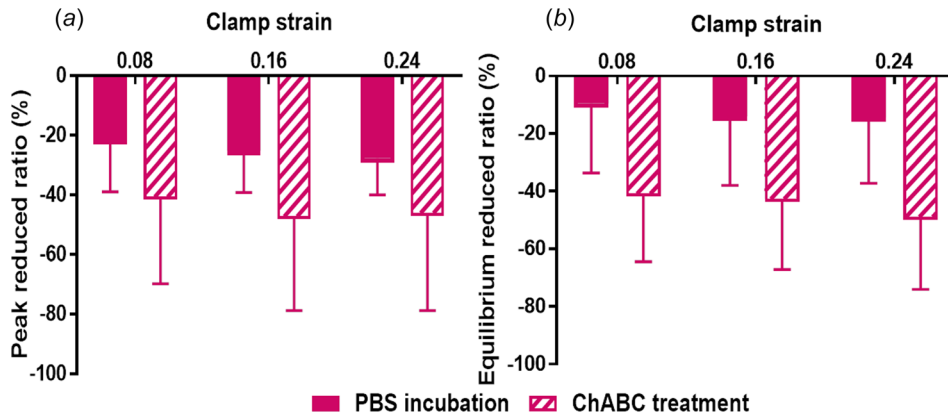 (a)
Clamp strain
0.08 0.16 0.24
Peak reduced ratio (%)
0
-20
-40
-60
-80
-100
(b)
Clamp strain
0.08 0.16 0.24
Equilibrium reduced ratio (%)
0
-20
-40
-60
-80
-100
PBS incubation ChABC treatment